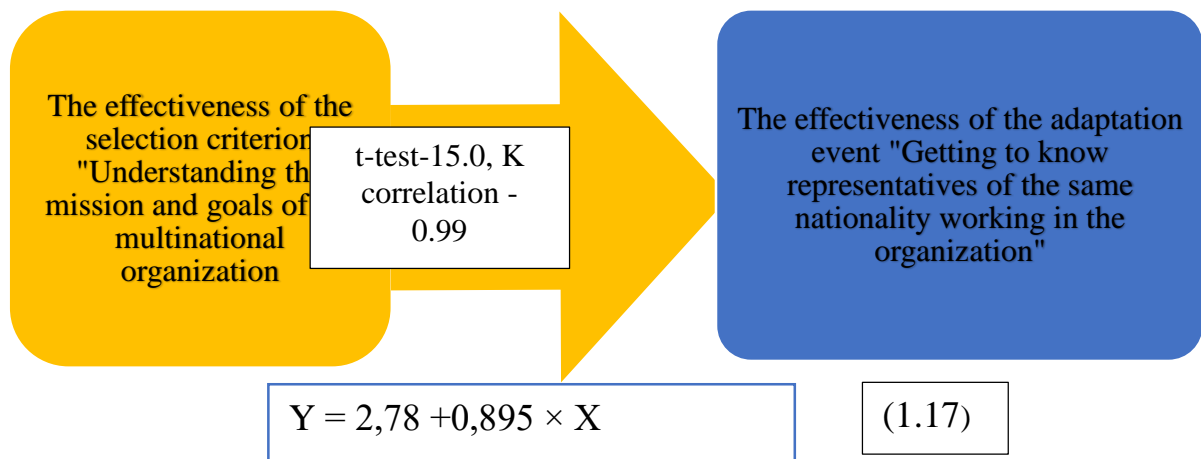 The effectiveness of the
selection criterion
"Understanding th
mission and goals of
multinational
organization
t-test-15.0, K
correlation -
0.99
The effectiveness of the adaptation
event "Getting to know
representatives of the same
nationality working in the
organization"
Y = 2,78 +0,895 × X
(1.17)